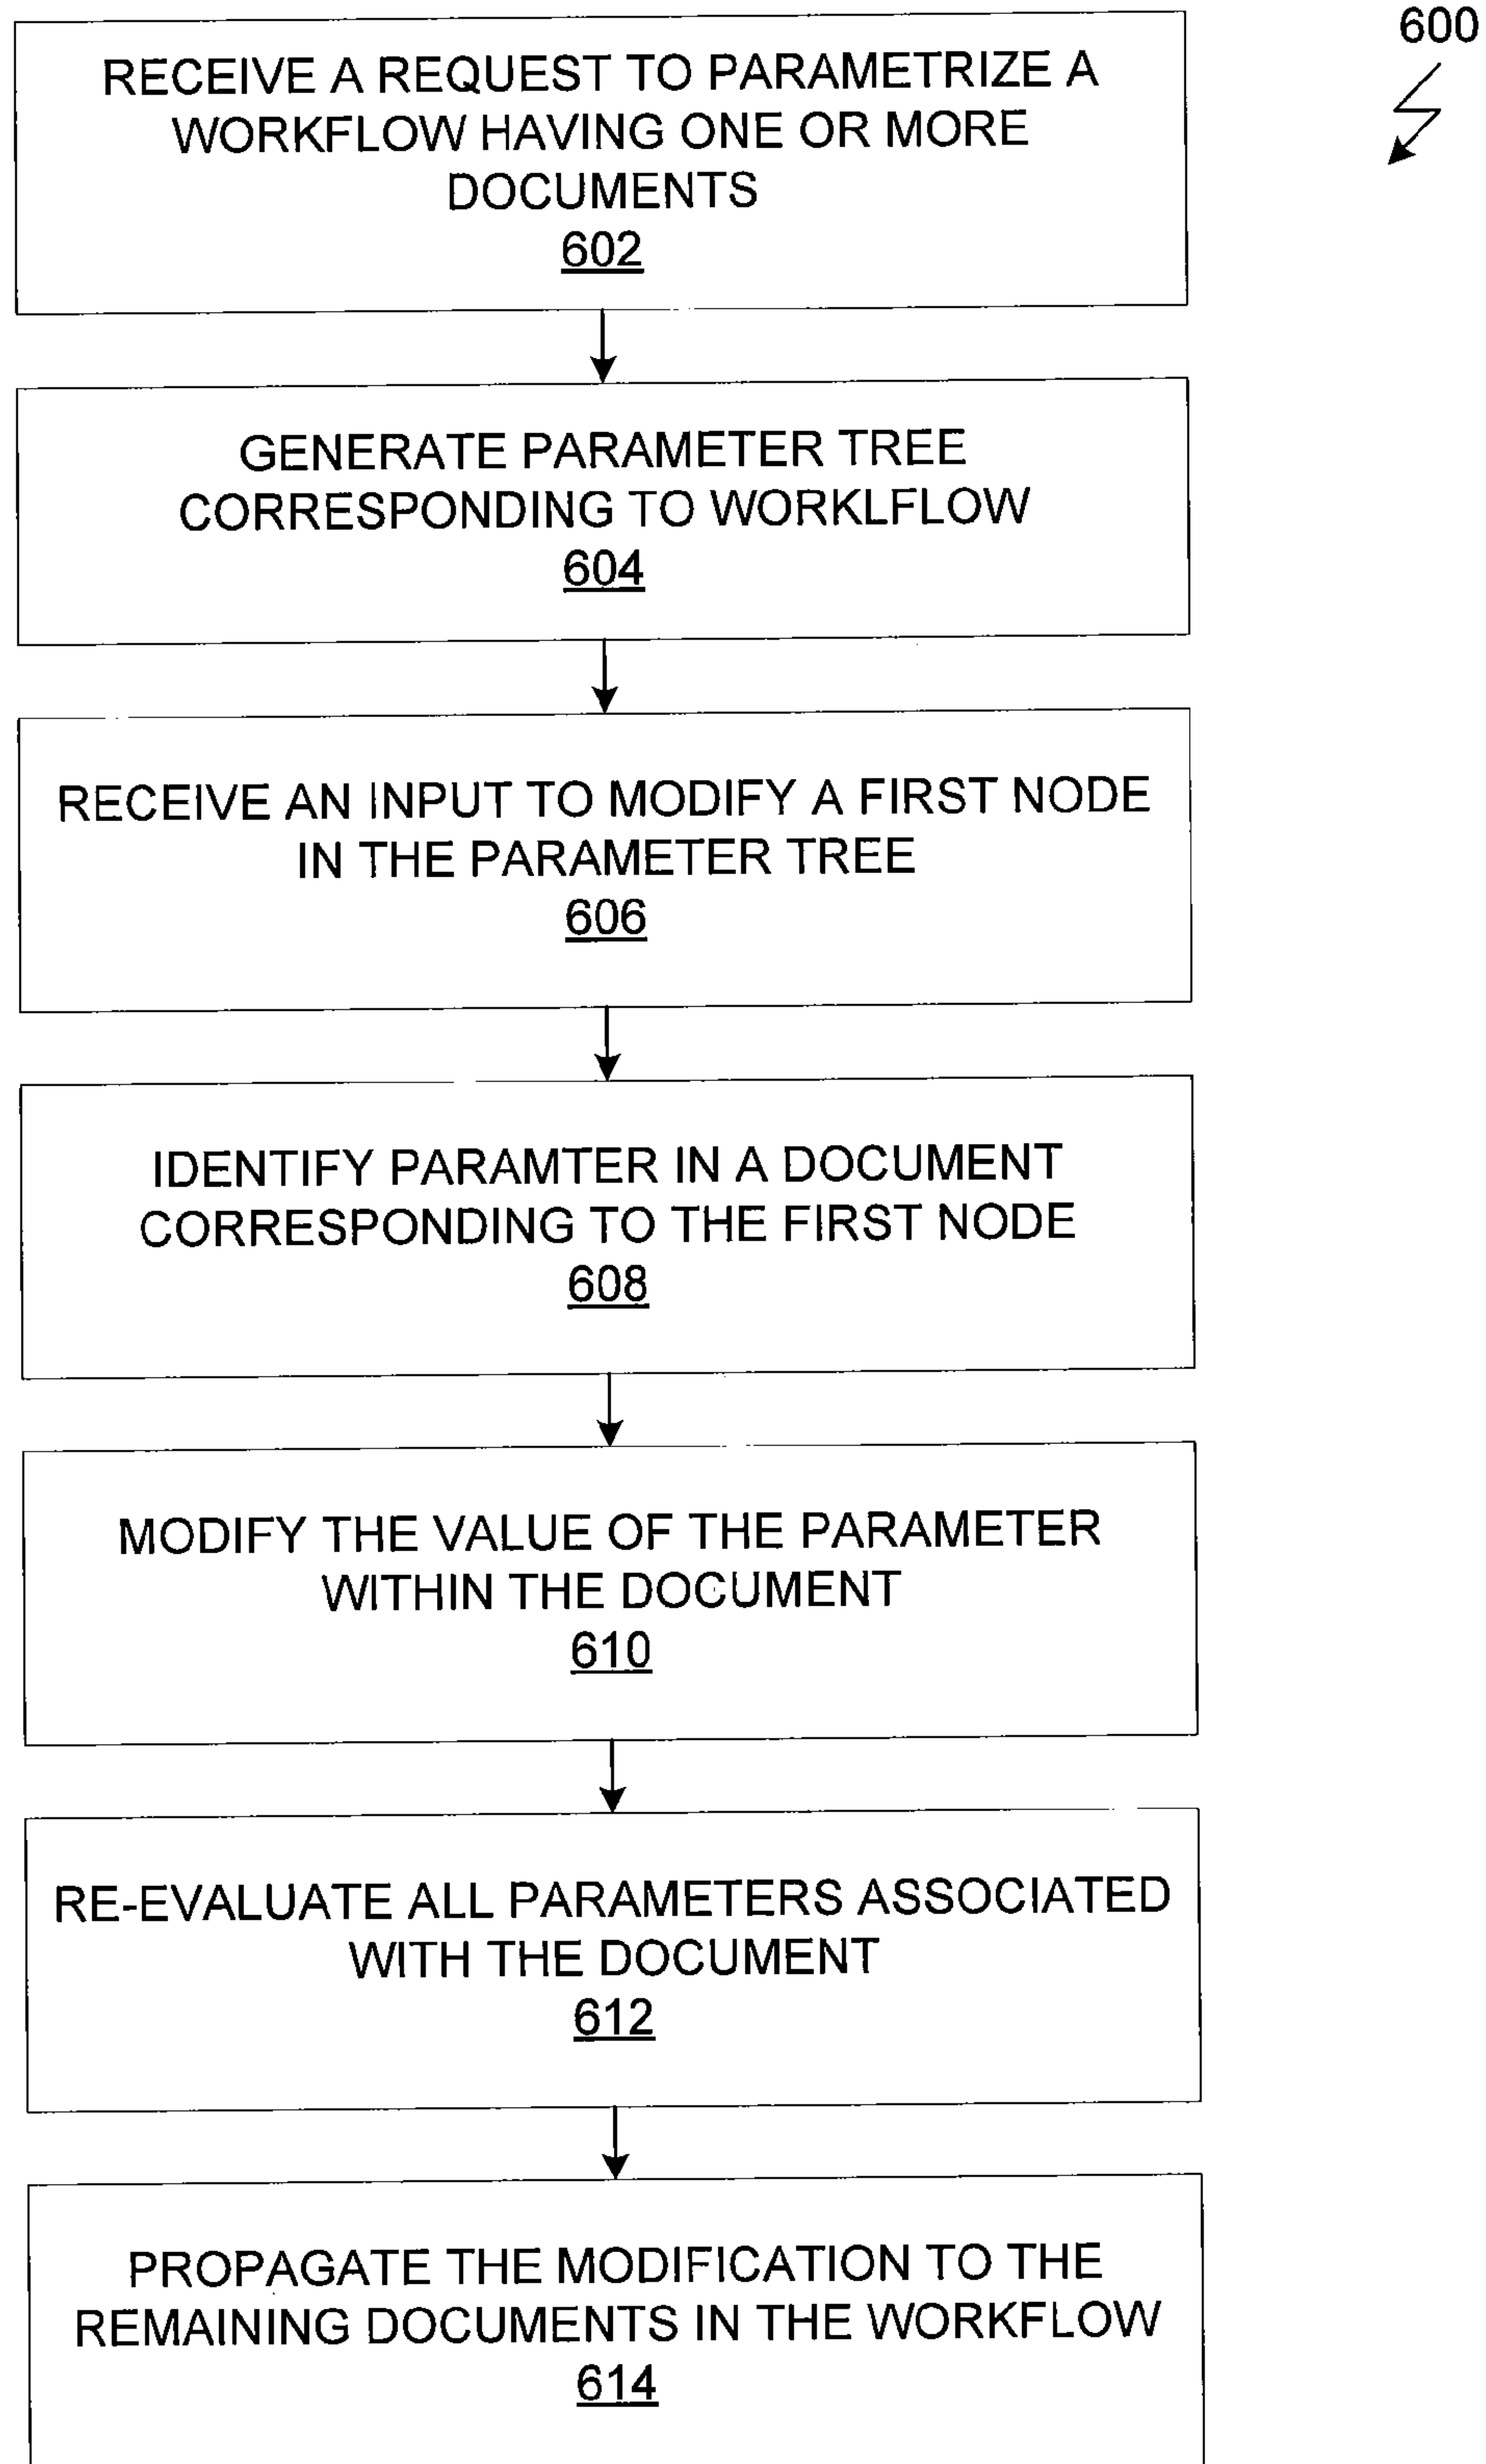 600
RECEIVE A REQUEST TO PARAMETRIZE A
WORKFLOW HAVING ONE OR MORE
DOCUMENTS
602
GENERATE PARAMETER TREE
CORRESPONDING TO WORKLFLOW
604
RECEIVE AN INPUT TO MODIFY A FIRST NODE
IN THE PARAMETER TREE
606
IDENTIFY PARAMTER IN A DOCUMENT
CORRESPONDING TO THE FIRST NODE
608
MODIFY THE VALUE OF THE PARAMETER
WITHIN THE DOCUMENT
610
RE-EVALUATE ALL PARAMETERS ASSOCIATED
WITH THE DOCUMENT
612
PROPAGATE THE MODIFICATION TO THE
REMAINING DOCUMENTS IN THE WORKFLOW
614